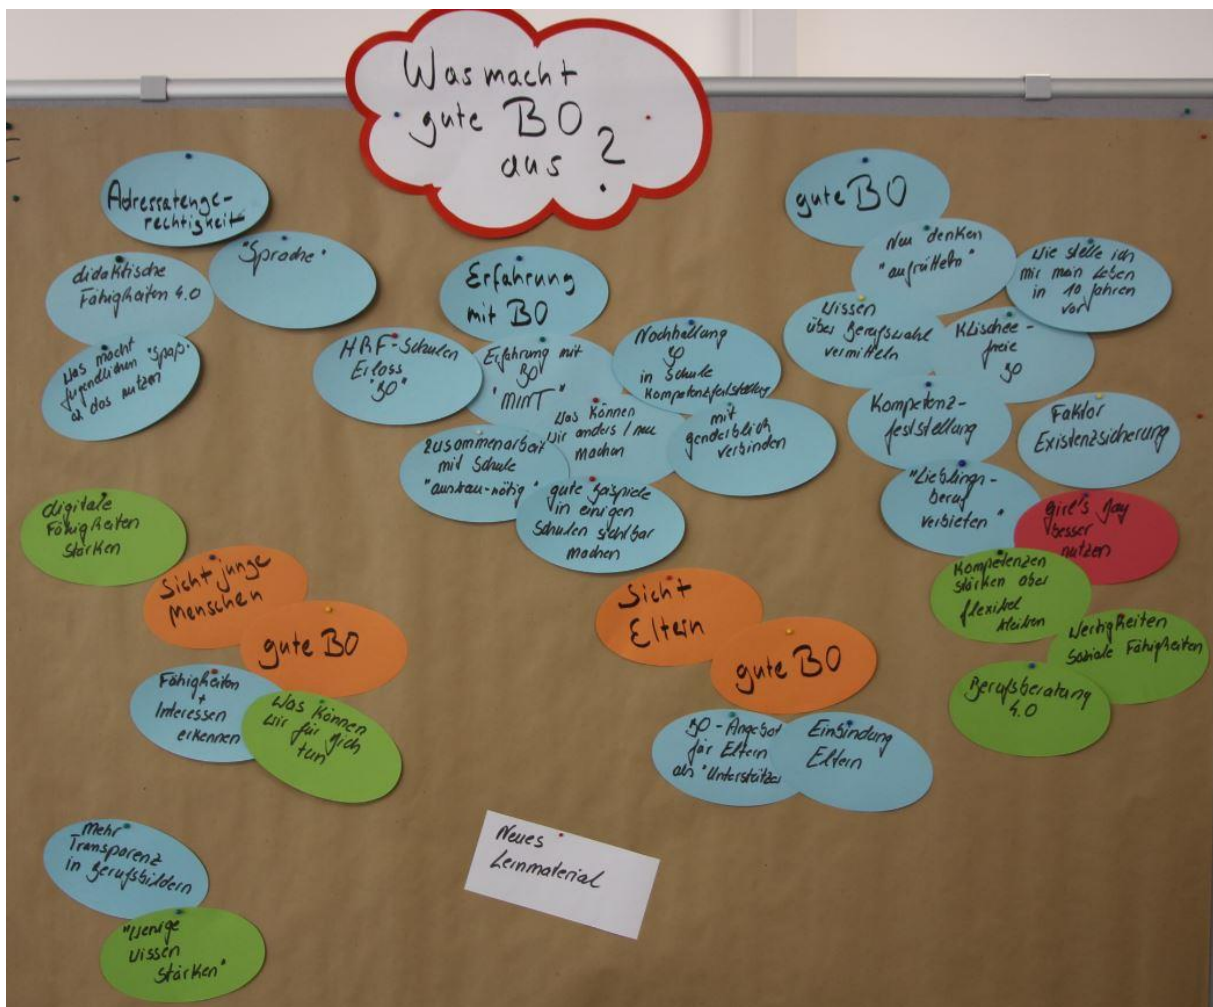 Was macht
gute BO
aus ?
Adressatenge-
rechtigkeit
"Sprache"
didaktische
Fähigkeiten 4.0
Was macht
Jugendlichen "Spaß"
das nutzen
Erfahrung
mit BO
HRF-Schulen
Erlass
"BO"
Erfahrung mit
BO
"MINT"
Nachhaltung
in Schule
Kompetenzfeststellung
Was können
wir anders / neu
machen
mit
genderblick
verbinden
Zusammenarbeit
mit Schule
"ausbau-nötig"
gute Beispiele
in einigen
Schulen sichtbar
machen
gute BO
Neu denken
"aufrütteln"
Wie stelle ich
mir mein Leben
in 10 Jahren
vor
Wissen
über Berufswahl
vermitteln
Klischee-
freie
BO
Kompetenz-
feststellung
Faktor
Existenzsicherung
"Lieblings-
beruf
verbieten"
girl's Day
besser
nutzen
Kompetenzen
stärken aber
flexibel
bleiben
Wertigkeiten
Soziale Fähigkeiten
Berufsberatung
4.0
digitale
Fähigkeiten
stärken
Sicht junge
Menschen
gute BO
Fähigkeiten
+
Interessen
erkennen
Was können
wir für dich
tun
Sicht
Eltern
gute BO
BO-Angebot
für Eltern
als "Unterstützer
Einbindung
Eltern
mehr
Transparenz
in Berufsbildern
"Wenige
wissen
stärken"
Neues
Lernmaterial